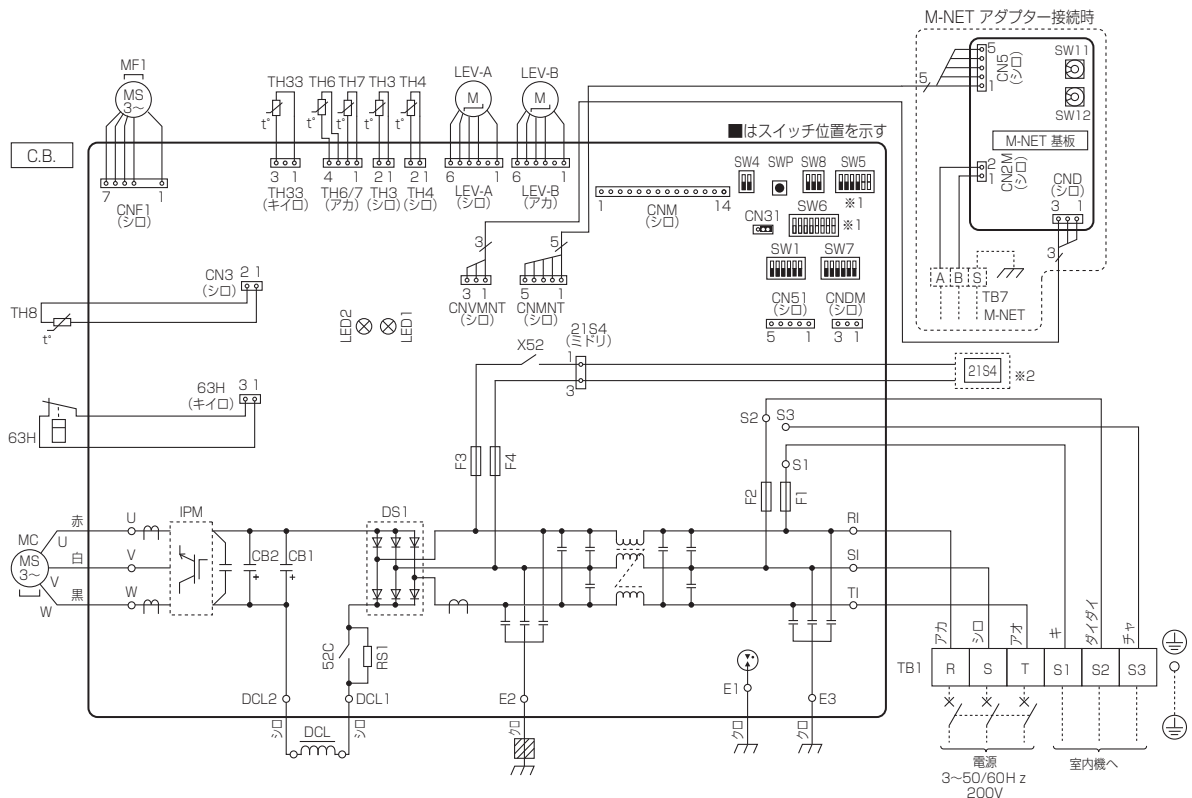 M-NET アダプター接続時
MF1
MS
3～
TH33
TH6
TH7
TH3
TH4
t°
t°
t°
t°
t°
LEV-A
M
LEV-B
M
5
5
1
CN5
(シロ)
SW11
SW12
M-NET 基板
2
1
CN2M
(シロ)
CND
(シロ)
3 1
3
A
B
S
TB7
M-NET
■はスイッチ位置を示す
C.B.
7 1
CNF1
(シロ)
3 1
TH33
(キイロ)
4 1
TH6/7
(アカ)
2 1
TH3
(シロ)
2 1
TH4
(シロ)
6 1
LEV-A
(シロ)
6 1
LEV-B
(アカ)
1 CNM 14
(シロ)
SW4
SWP
SW8
SW5
※1
CN31
SW6
※1
SW1
SW7
CN51
(シロ)
5 1
CNDM
(シロ)
3 1
3
3 1
CNVMNT
(シロ)
5
5 1
CNMNT
(シロ)
CN3
(シロ)
2 1
TH8
t°
LED2
LED1
X52
21S4
(ミドリ)
1
3
21S4
※2
63H
(キイロ)
3 1
63H
F3
F4
S2
S3
S1
F2
F1
MC
MS
3～
赤
U
白
V
黒
W
U
V
W
IPM
CB2
CB1
+
+
DS1
RI
SI
TI
52C
RS1
DCL2
DCL1
シロ
シロ
DCL
E2
クロ
E1
クロ
E3
クロ
アカ
シロ
アオ
キ
ダイダイ
チャ
TB1
R
S
T
S1
S2
S3
電源
3～50/60Hz
200V
室内機へ